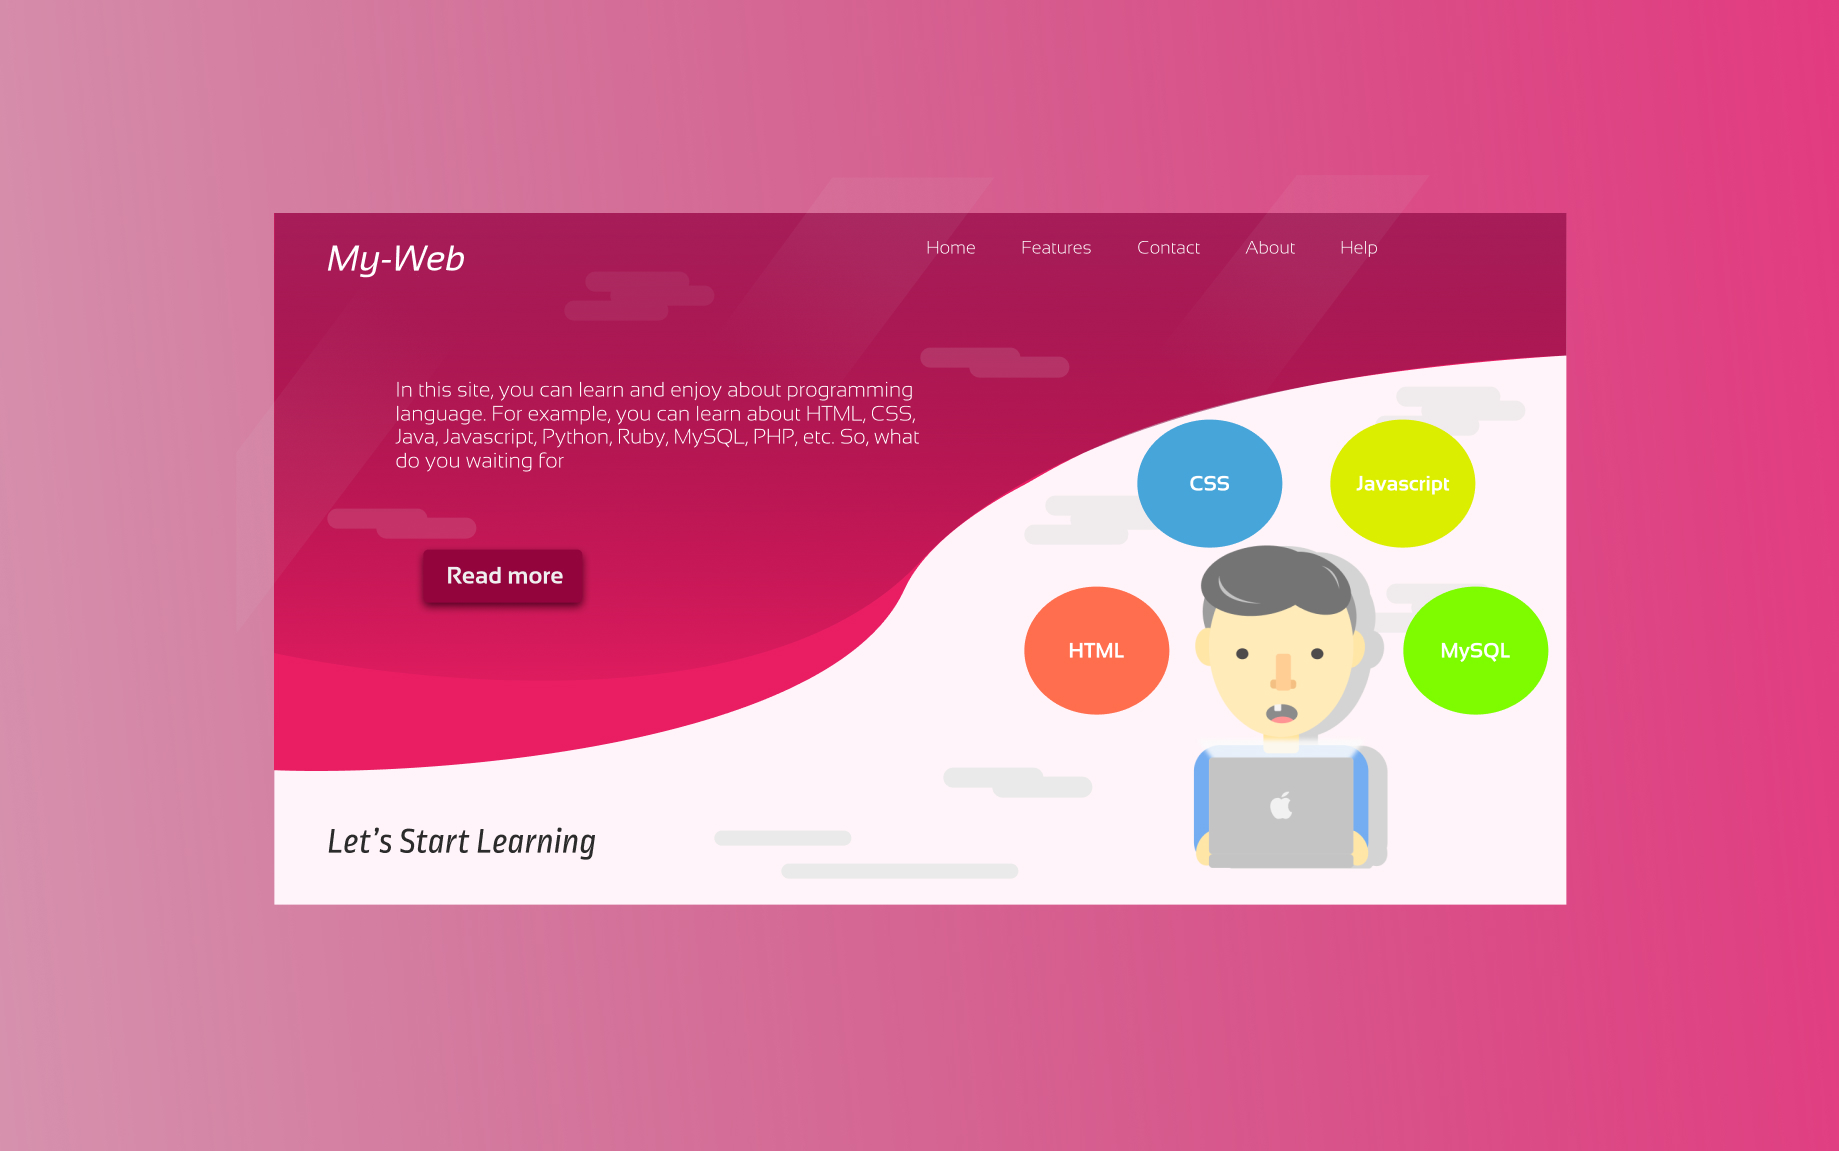 My-Web
Home Features Contact About Help
In this site, you can learn and enjoy about programming
language. For example, you can learn about HTML, CSS,
Java, Javascript, Python, Ruby, MySQL, PHP, etc. So, what
do you waiting for
Read more
CSS
Javascript
HTML
MySQL
Let's Start Learning